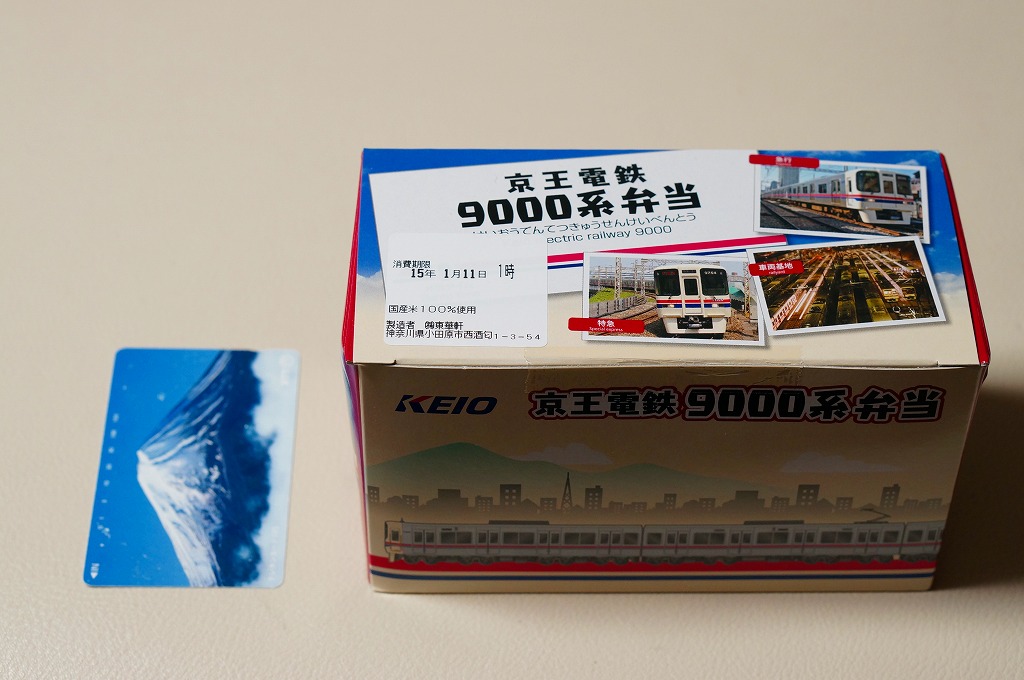 京王電鉄
9000系弁当
けいおうでんてつきゅうせんけいべんとう
ectric railway 9000
急行
消費期限
15年 1月11日 1時
国産米100%使用
製造者 ㈱東華軒
神奈川県小田原市西酒匂1-3-54
特急
Special express
車両基地
railyard
KEIO 京王電鉄9000系弁当
IN